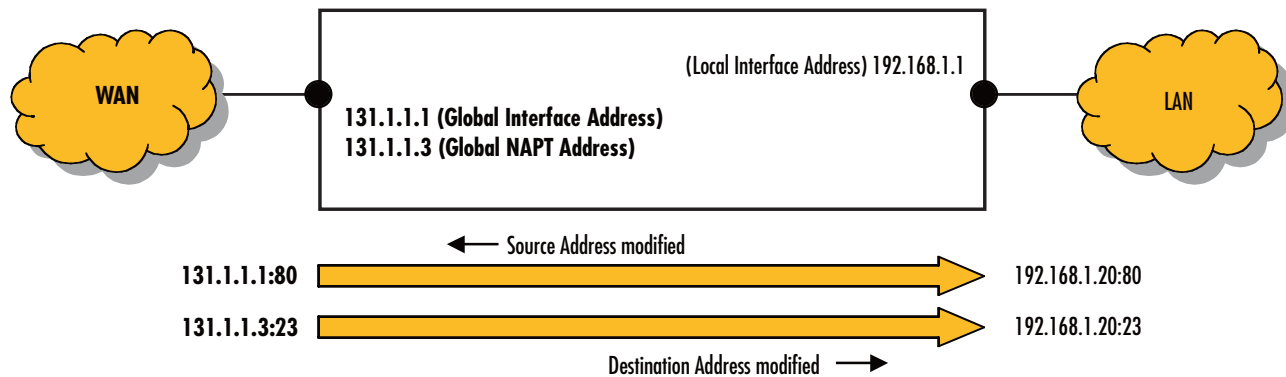 (Local Interface Address) 192.168.1.1
WAN
LAN
131.1.1.1 (Global Interface Address)
131.1.1.3 (Global NAPT Address)
Source Address modified
131.1.1.1:80
192.168.1.20:80
131.1.1.3:23
192.168.1.20:23
Destination Address modified